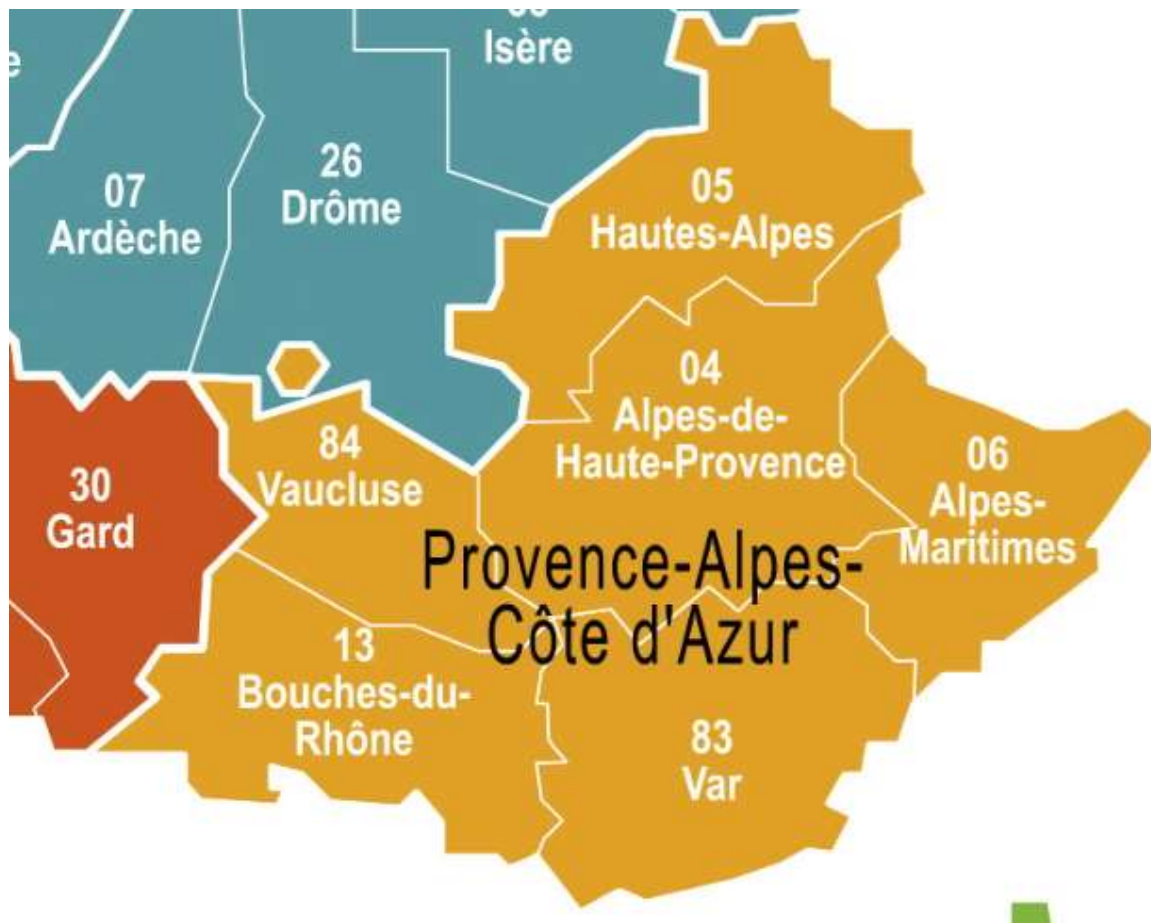 Isère
26
Drôme
07
Ardèche
05
Hautes-Alpes
04
Alpes-de-
Haute-Provence
84
Vaucluse
06
Alpes-
Maritimes
30
Gard
Provence-Alpes-
Côte d'Azur
13
Bouches-du-
Rhône
83
Var